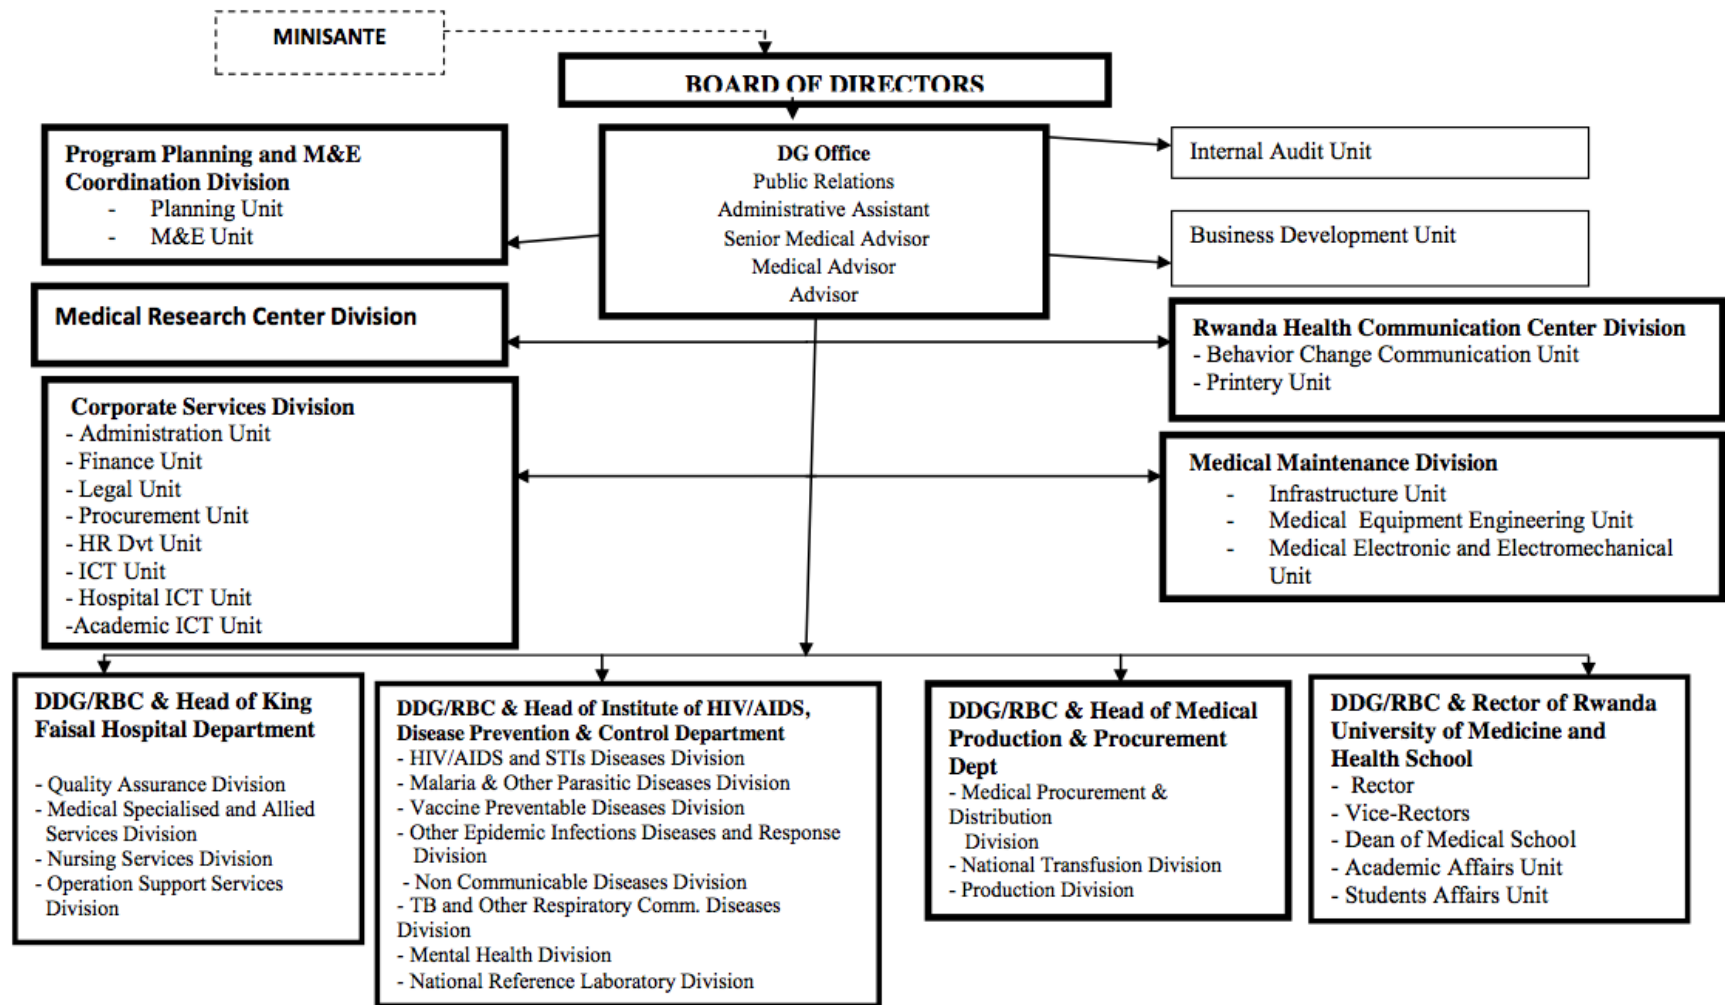 MINISANTE
BOARD OF DIRECTORS
Program Planning and M&E
Coordination Division
- Planning Unit
- M&E Unit
DG Office
Public Relations
Administrative Assistant
Senior Medical Advisor
Medical Advisor
Advisor
Internal Audit Unit
Business Development Unit
Medical Research Center Division
Rwanda Health Communication Center Division
- Behavior Change Communication Unit
- Printery Unit
Corporate Services Division
- Administration Unit
- Finance Unit
- Legal Unit
- Procurement Unit
- HR Dvt Unit
- ICT Unit
- Hospital ICT Unit
-Academic ICT Unit
Medical Maintenance Division
- Infrastructure Unit
- Medical Equipment Engineering Unit
- Medical Electronic and Electromechanical
Unit
DDG/RBC & Head of King
Faisal Hospital Department
- Quality Assurance Division
- Medical Specialised and Allied
Services Division
- Nursing Services Division
- Operation Support Services
Division
DDG/RBC & Head of Institute of HIV/AIDS,
Disease Prevention & Control Department
- HIV/AIDS and STIs Diseases Division
- Malaria & Other Parasitic Diseases Division
- Vaccine Preventable Diseases Division
- Other Epidemic Infections Diseases and Response
Division
- Non Communicable Diseases Division
- TB and Other Respiratory Comm. Diseases
Division
- Mental Health Division
- National Reference Laboratory Division
DDG/RBC & Head of Medical
Production & Procurement
Dept
- Medical Procurement &
Distribution
Division
- National Transfusion Division
- Production Division
DDG/RBC & Rector of Rwanda
University of Medicine and
Health School
- Rector
- Vice-Rectors
- Dean of Medical School
- Academic Affairs Unit
- Students Affairs Unit